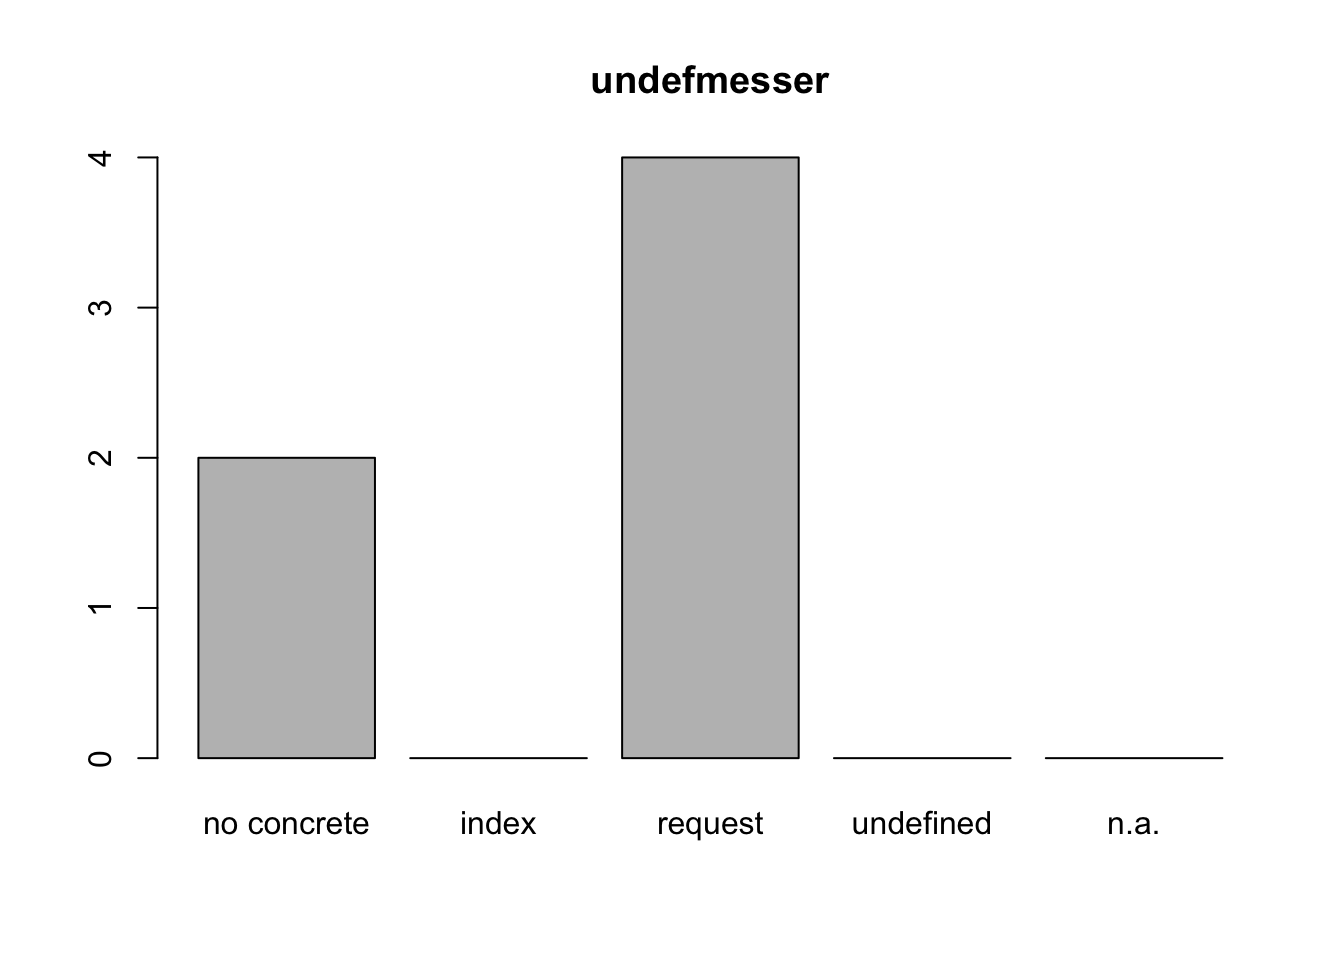 undefmesser
4
3
2
1
0
no concrete index request undefined n.a.